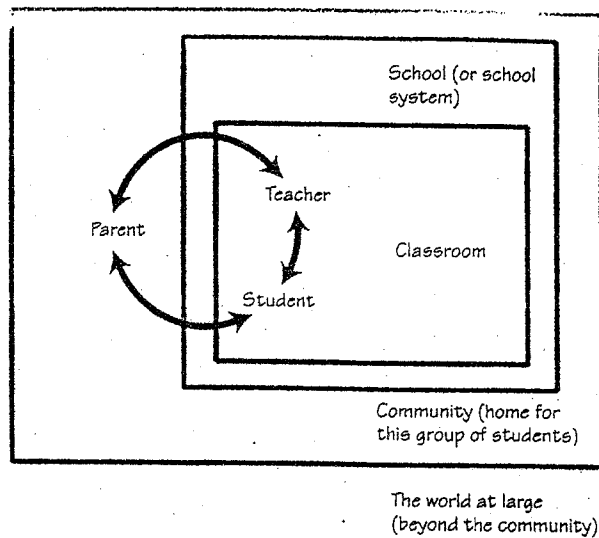 School (or school
system)
Teacher
Parent
Classroom
Student
Community (home for
this group of students)
The world at large
(beyond the community)